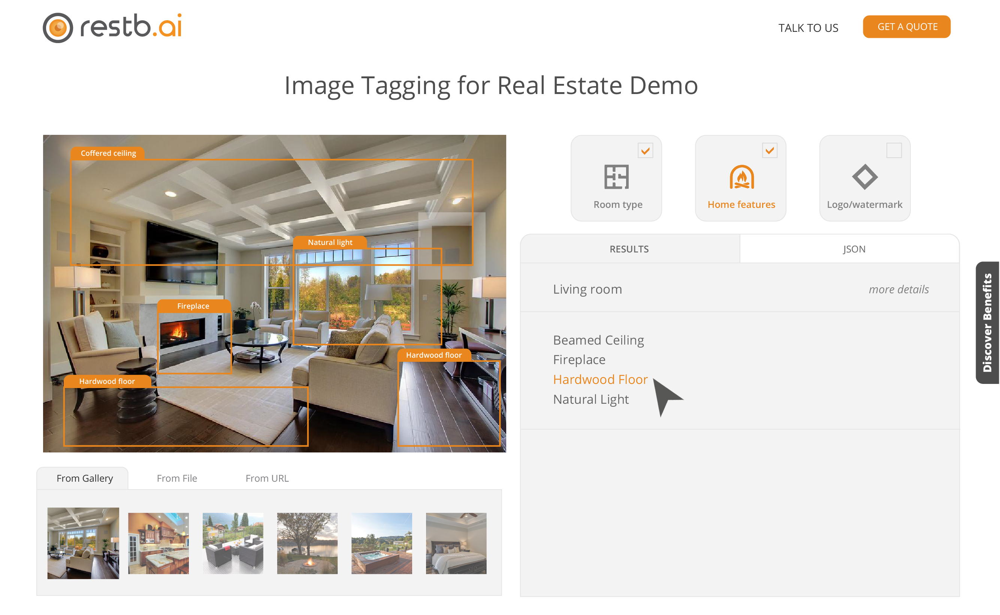 restb.ai
TALK TO US
GET A QUOTE
Image Tagging for Real Estate Demo
Coffered ceiling
Natural light
Fireplace
Hardwood floor
Hardwood floor
Room type
Home features
Logo/watermark
RESULTS
JSON
Living room
more details
Beamed Ceiling
Fireplace
Hardwood Floor
Natural Light
Discover Benefits
From Gallery
From File
From URL